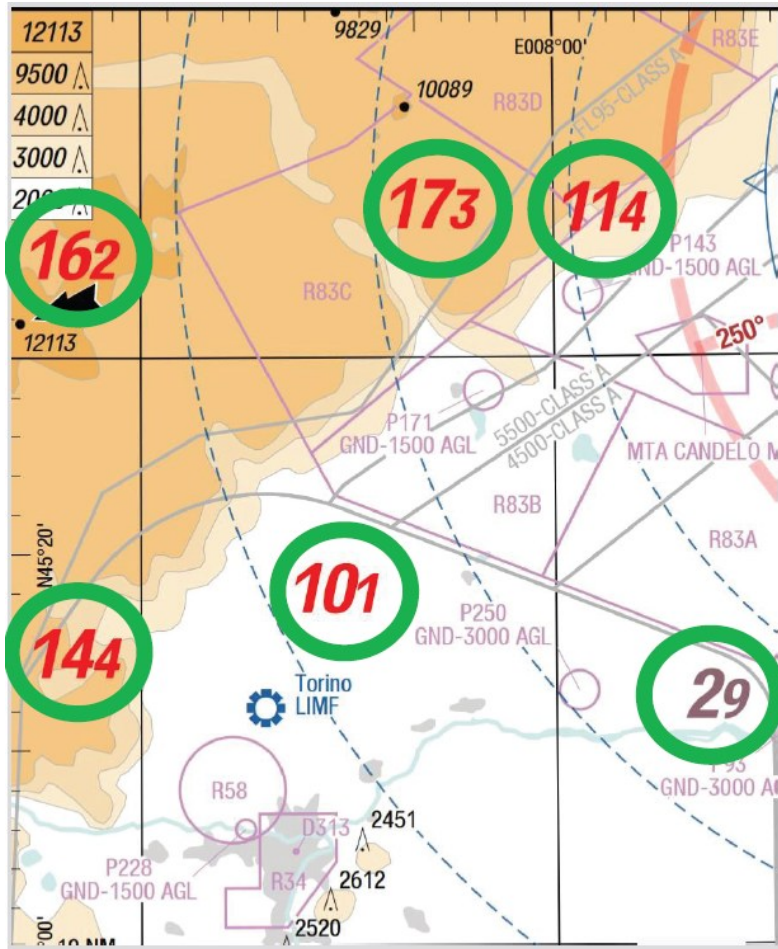 12113
9829
E008°00'
R83E
9500
10089
R83D
FL95-CLASS A
4000
3000
173
114
162
P143
GND-1500 AGL
R83C
12113
250°
P171
GND-1500 AGL
5500-CLASS A
4500-CLASS A
MTA CANDELO M
R83B
N45°20'
R83A
101
P250
GND-3000 AGL
144
Torino
LIMF
29
GND-3000 AG
R58
D313
2451
P228
GND-1500 AGL
R34
2612
2520